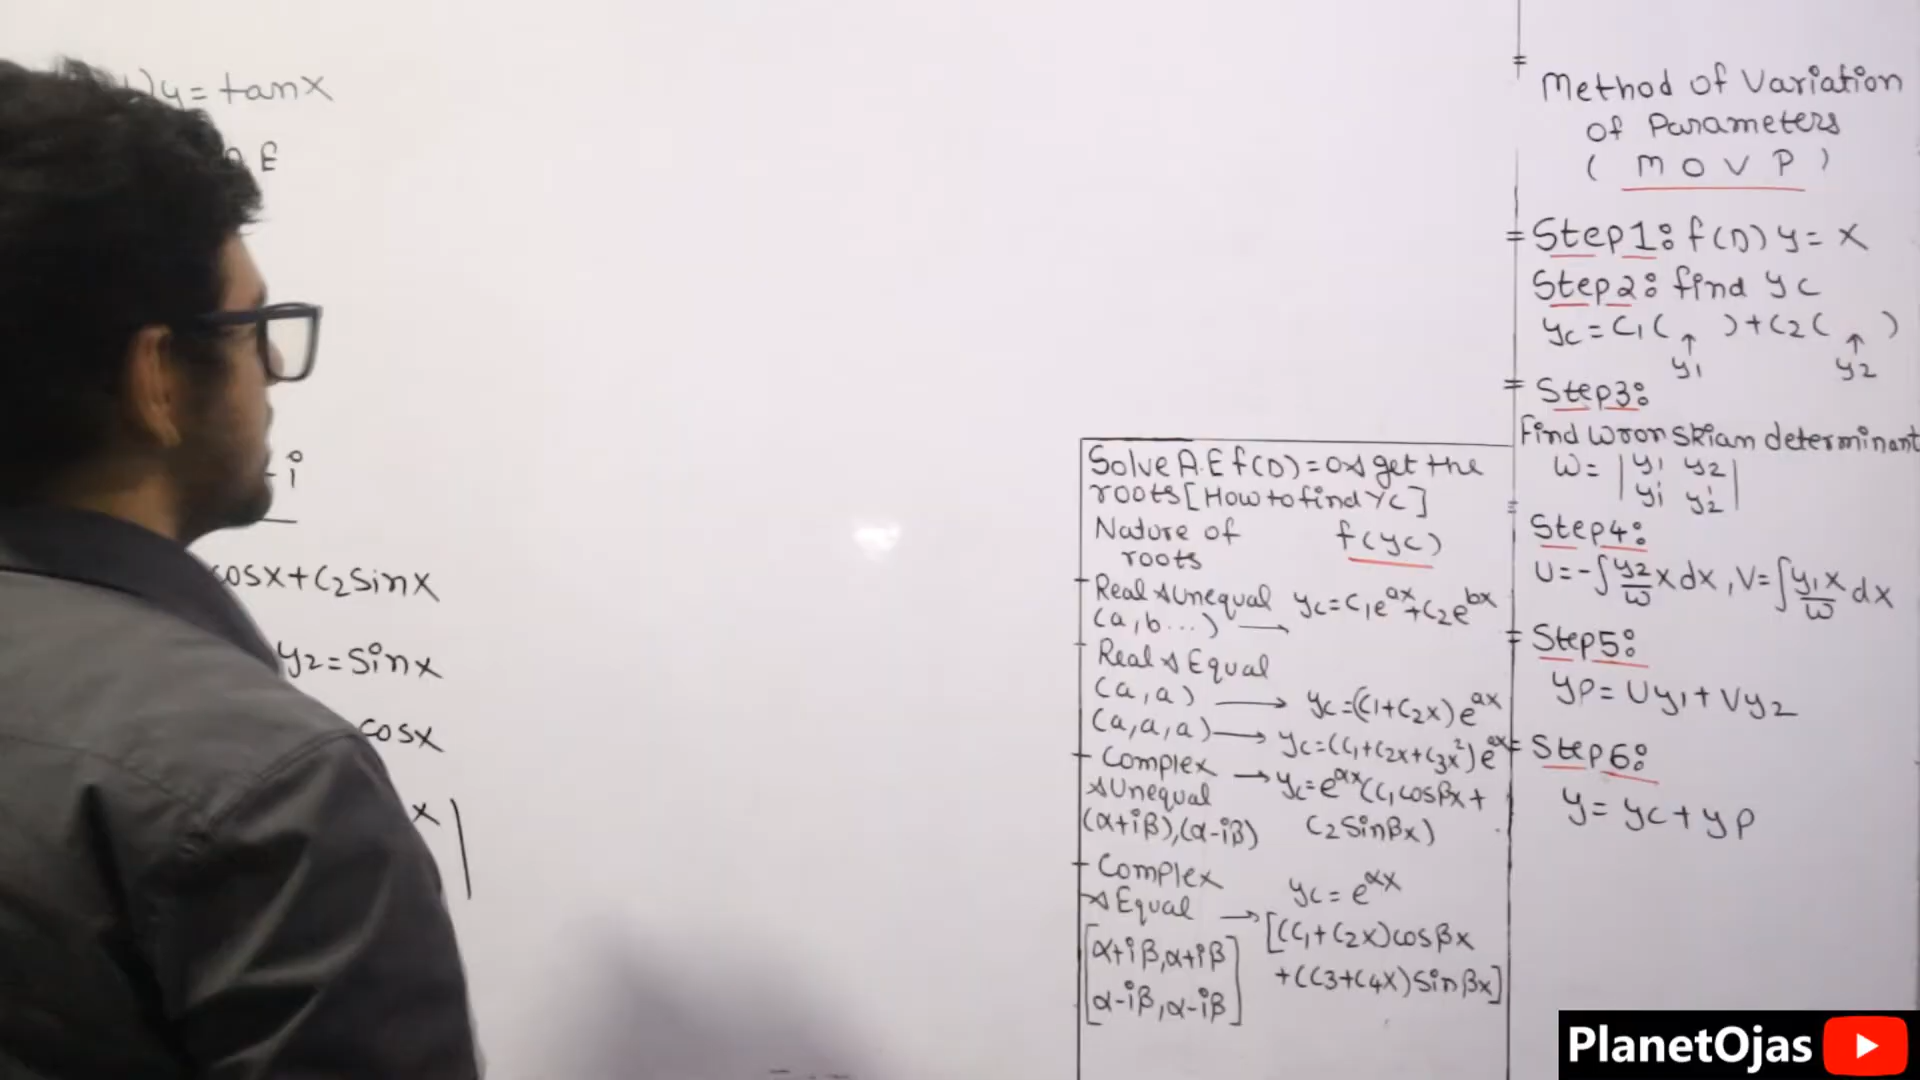 )y = tanx
E
i
cosx+C2Sinx
y2=Sinx
cosx
x
Solve A.E f(D)=0 & get the
roots [How to find YC]
Nature of f(yc)
roots
Real & Unequal yc=C1e^ax+C2e^bx
(a,b...) →
Real & Equal
(a,a) → yc=(C1+C2x)e^ax
(a,a,a) → yc=(C1+C2x+C3x²)e^ax
Complex → yc=e^αx(C1cosβx+
& Unequal
(α+iβ),(α-iβ) C2Sinβx)
Complex yc=e^αx
& Equal → [(C1+C2x)cosβx
[α+iβ,α+iβ
α-iβ,α-iβ] +(C3+C4x)Sinβx]
Method of Variation
of Parameters
( M O V P )
Step1: f(D)y = X
Step2: find yc
yc=C1( )+C2( )
↑ ↑
y1 y2
Step3:
Find Wronskian determinant
W= |y1 y2|
|y1' y2'|
Step4:
U=-∫y2/W X dx, V=∫y1X/W dx
Step5:
yP=Uy1+Vy2
Step6:
y=yc+yp
PlanetOjas